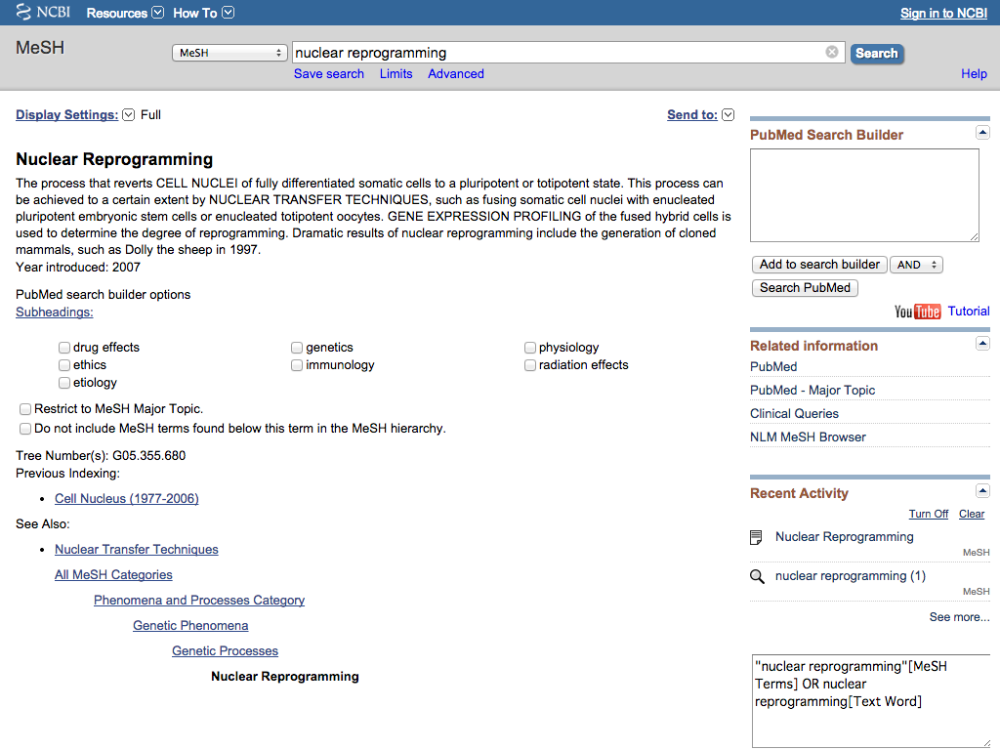 NCBI Resources How To Sign in to NCBI
MeSH MeSH nuclear reprogramming Search
Save search Limits Advanced Help
Display Settings: Full Send to:
Nuclear Reprogramming
The process that reverts CELL NUCLEI of fully differentiated somatic cells to a pluripotent or totipotent state. This process can
be achieved to a certain extent by NUCLEAR TRANSFER TECHNIQUES, such as fusing somatic cell nuclei with enucleated
pluripotent embryonic stem cells or enucleated totipotent oocytes. GENE EXPRESSION PROFILING of the fused hybrid cells is
used to determine the degree of reprogramming. Dramatic results of nuclear reprogramming include the generation of cloned
mammals, such as Dolly the sheep in 1997.
Year introduced: 2007
PubMed search builder options
Subheadings:
drug effects genetics physiology
ethics immunology radiation effects
etiology
Restrict to MeSH Major Topic.
Do not include MeSH terms found below this term in the MeSH hierarchy.
Tree Number(s): G05.355.680
Previous Indexing:
• Cell Nucleus (1977-2006)
See Also:
• Nuclear Transfer Techniques
All MeSH Categories
Phenomena and Processes Category
Genetic Phenomena
Genetic Processes
Nuclear Reprogramming
PubMed Search Builder
Add to search builder AND
Search PubMed
YouTube Tutorial
Related information
PubMed
PubMed - Major Topic
Clinical Queries
NLM MeSH Browser
Recent Activity
Turn Off Clear
Nuclear Reprogramming
MeSH
nuclear reprogramming (1)
MeSH
See more...
"nuclear reprogramming"[MeSH
Terms] OR nuclear
reprogramming[Text Word]